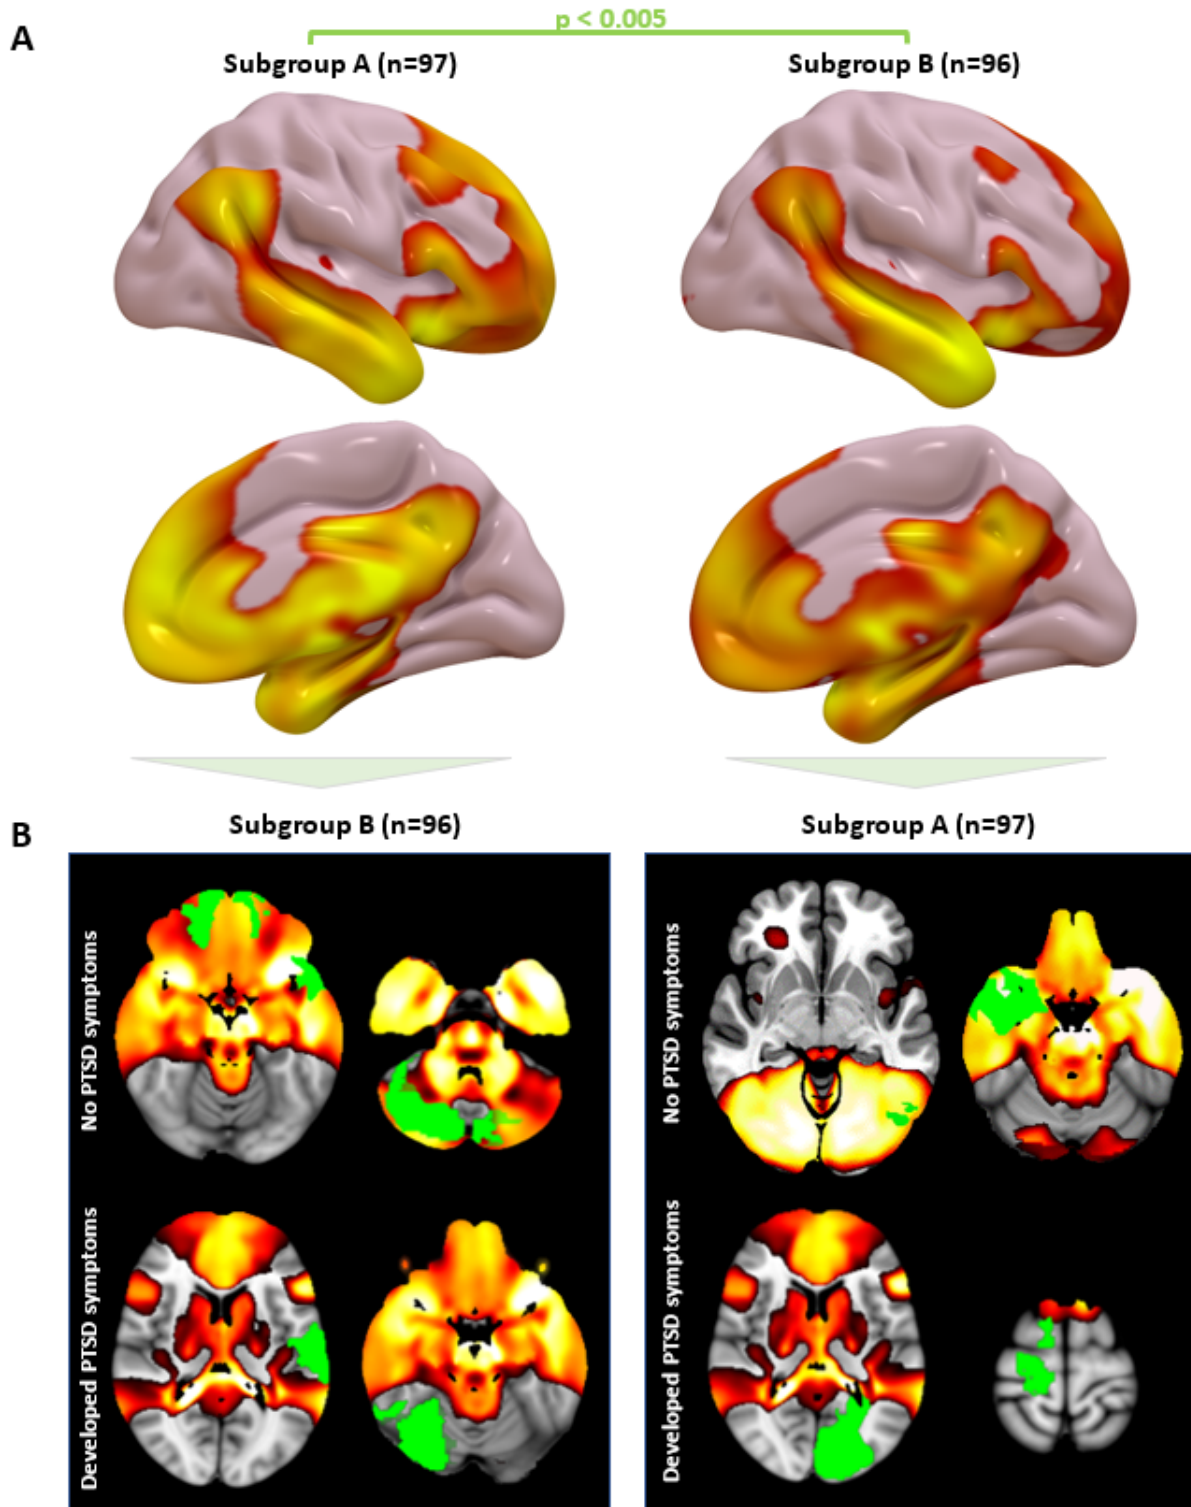 A
p < 0.005
Subgroup A (n=97)
Subgroup B (n=96)
B
Subgroup B (n=96)
Subgroup A (n=97)
No PTSD symptoms
Developed PTSD symptoms
No PTSD symptoms
Developed PTSD symptoms